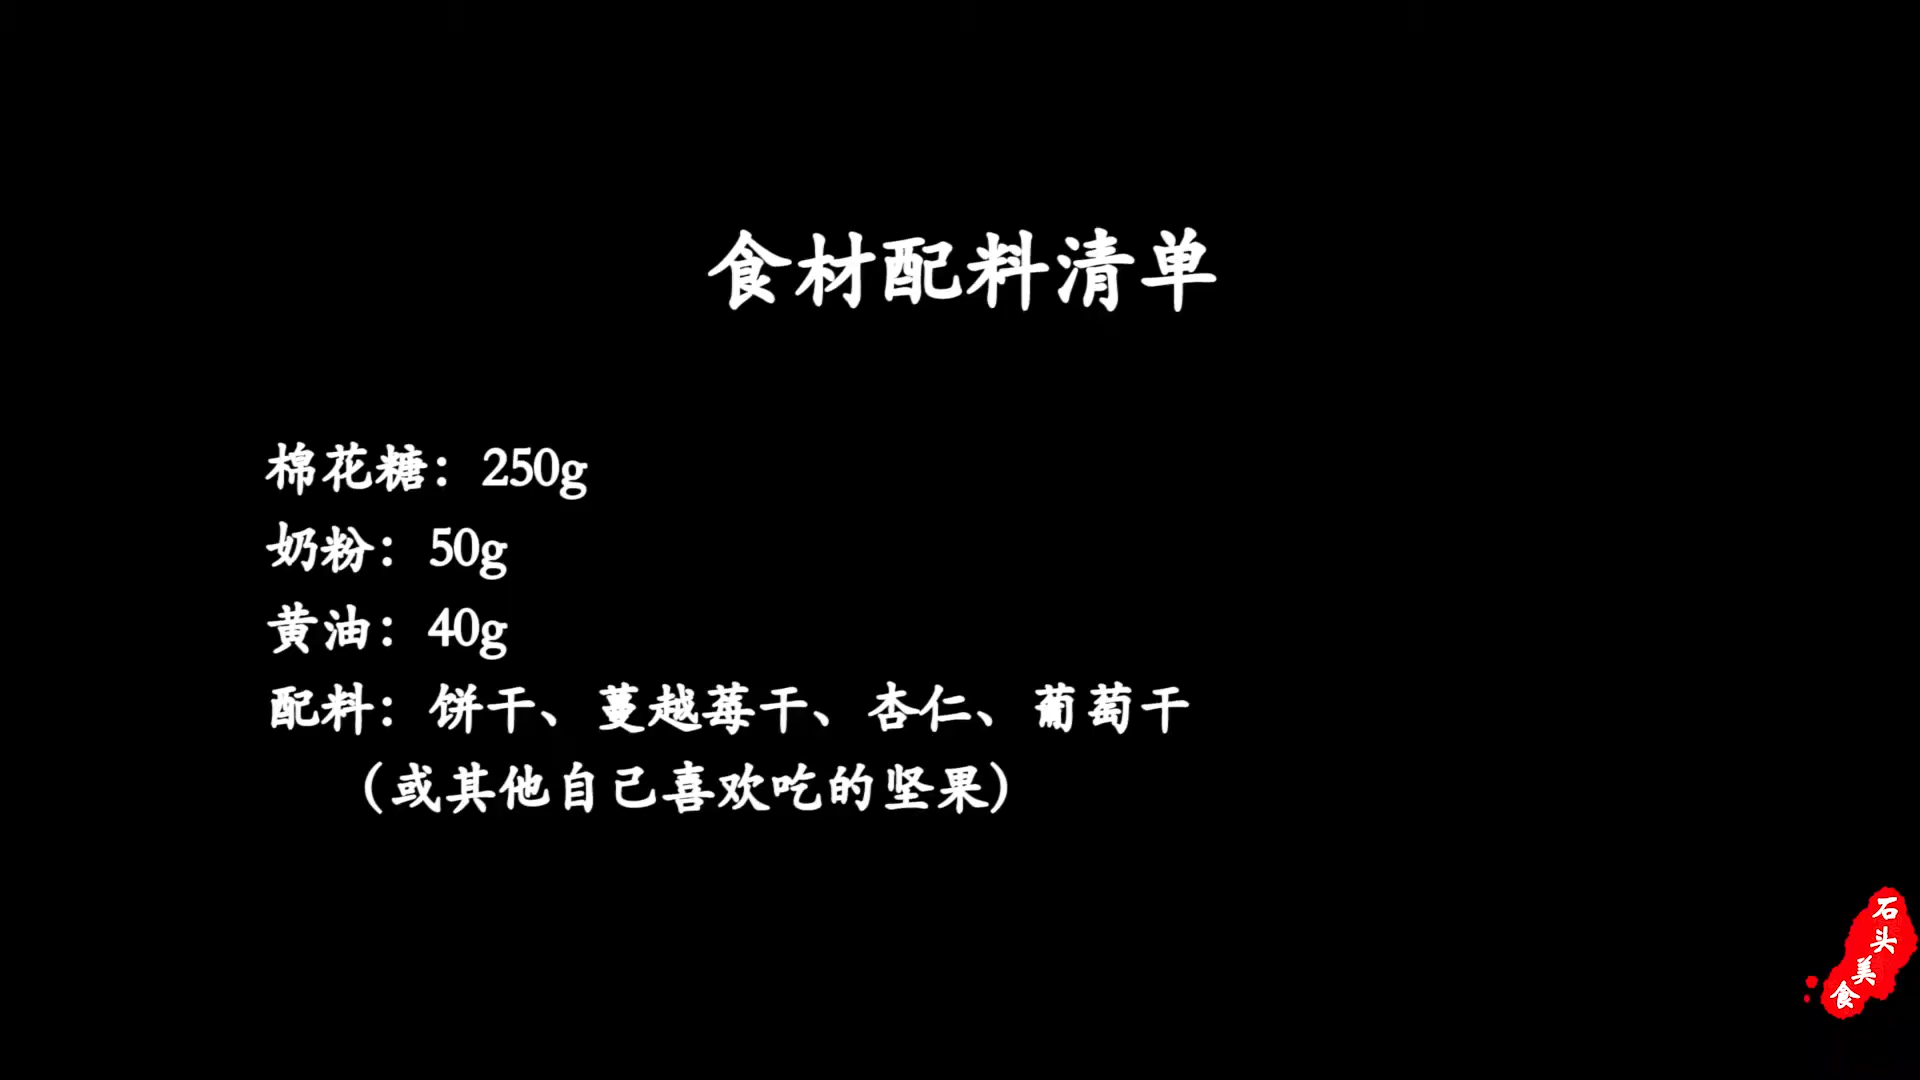 食材配料清单
棉花糖：250g
奶粉：50g
黄油：40g
配料：饼干、蔓越莓干、杏仁、葡萄干
（或其他自己喜欢吃的坚果）
石头美食